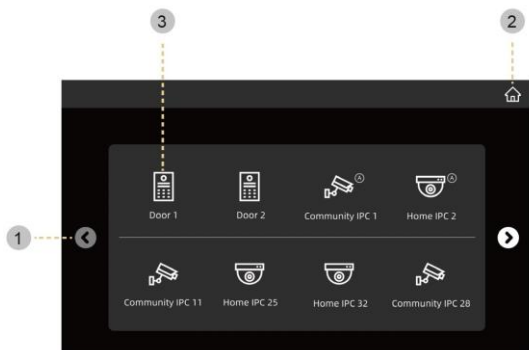 3
2
Door 1
Door 2
Community IPC 1
A
Home IPC 2
A
1
Community IPC 11
Home IPC 25
Home IPC 32
Community IPC 28